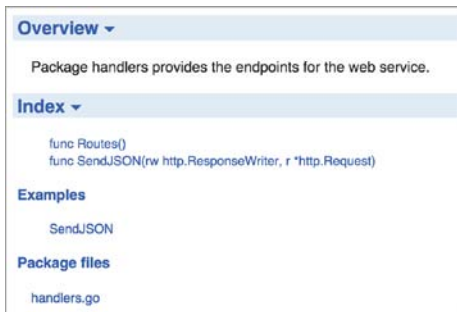 Overview
Package handlers provides the endpoints for the web service.
Index
func Routes()
func SendJSON(rw http.ResponseWriter, r *http.Request)
Examples
SendJSON
Package files
handlers.go